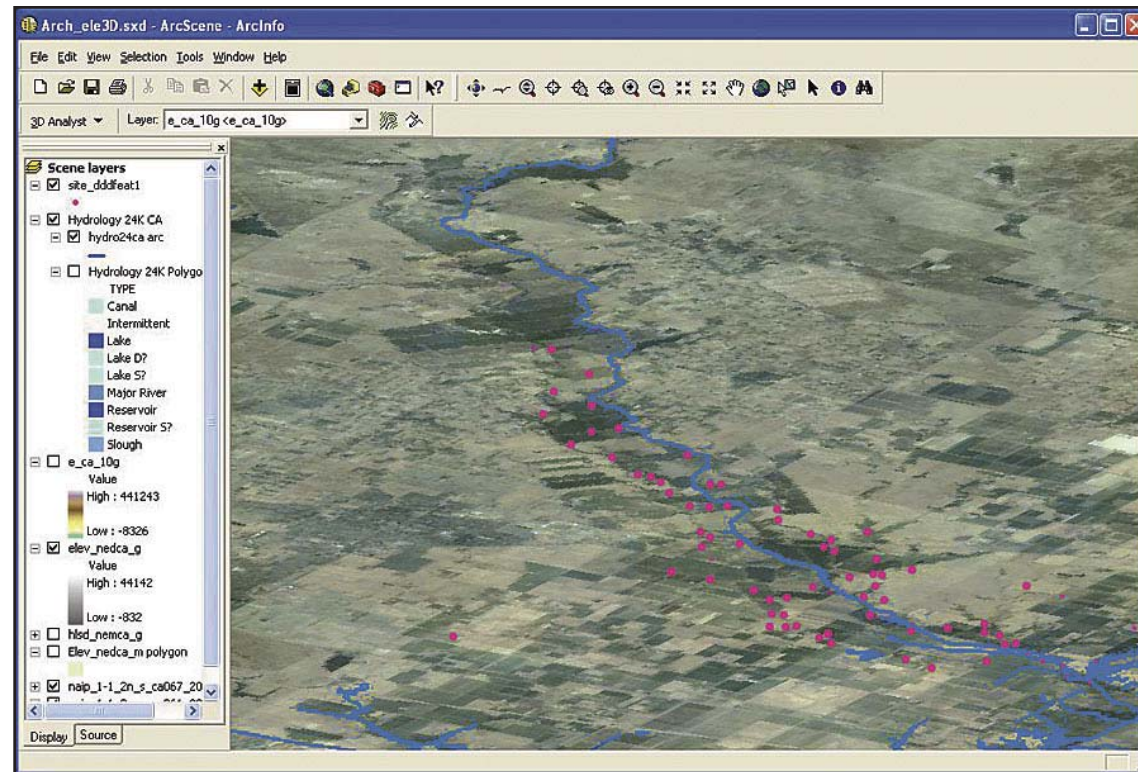 Arch_ele3D.sxd - ArcScene - ArcInfo
File Edit View Selection Tools Window Help
3D Analyst Layer: e_ca_10g <e_ca_10g>
Scene layers
site_dddfeat1
Hydrology 24K CA
hydro24ca arc
Hydrology 24K Polygo
TYPE
Canal
Intermittent
Lake
Lake D?
Lake S?
Major River
Reservoir
Reservoir S?
Slough
e_ca_10g
Value
High : 441243
Low : -8326
elev_nedca_g
Value
High : 44142
Low : -832
hlsd_nemca_g
Elev_nedca_m polygon
naip_1-1_2n_s_ca067_20
Display Source